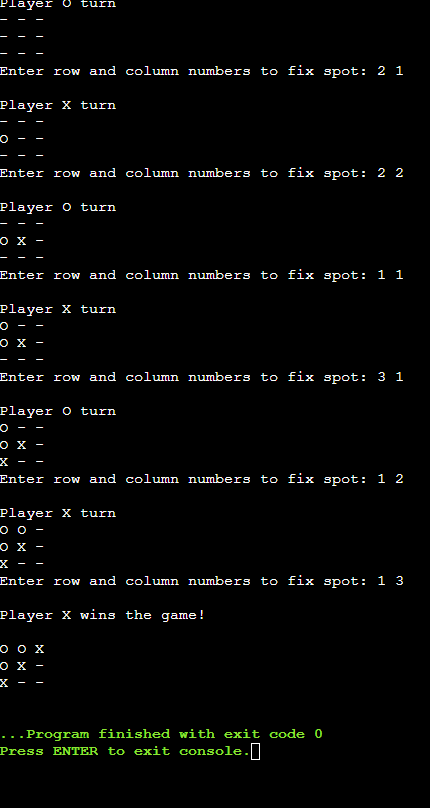 Player O turn
- - -
- - -
- - -
Enter row and column numbers to fix spot: 2 1
Player X turn
- - -
O - -
- - -
Enter row and column numbers to fix spot: 2 2
Player O turn
- - -
O X -
- - -
Enter row and column numbers to fix spot: 1 1
Player X turn
O - -
O X -
- - -
Enter row and column numbers to fix spot: 3 1
Player O turn
O - -
O X -
X - -
Enter row and column numbers to fix spot: 1 2
Player X turn
O O -
O X -
X - -
Enter row and column numbers to fix spot: 1 3
Player X wins the game!
O O X
O X -
X - -
...Program finished with exit code 0
Press ENTER to exit console.